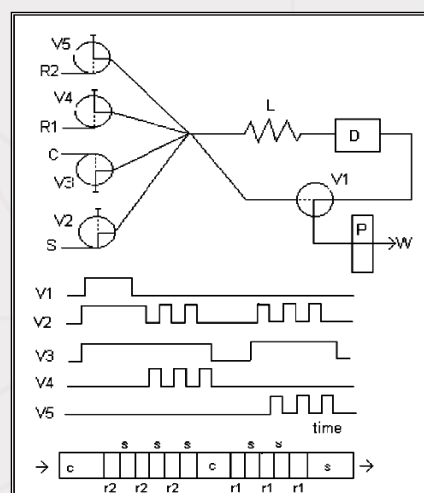 V5
R2
V4
R1
C
V3
V2
S
L
D
V1
P
W
V1
V2
V3
V4
V5
time
s s s s s s
c c s
r2 r2 r2 r1 r1 r1